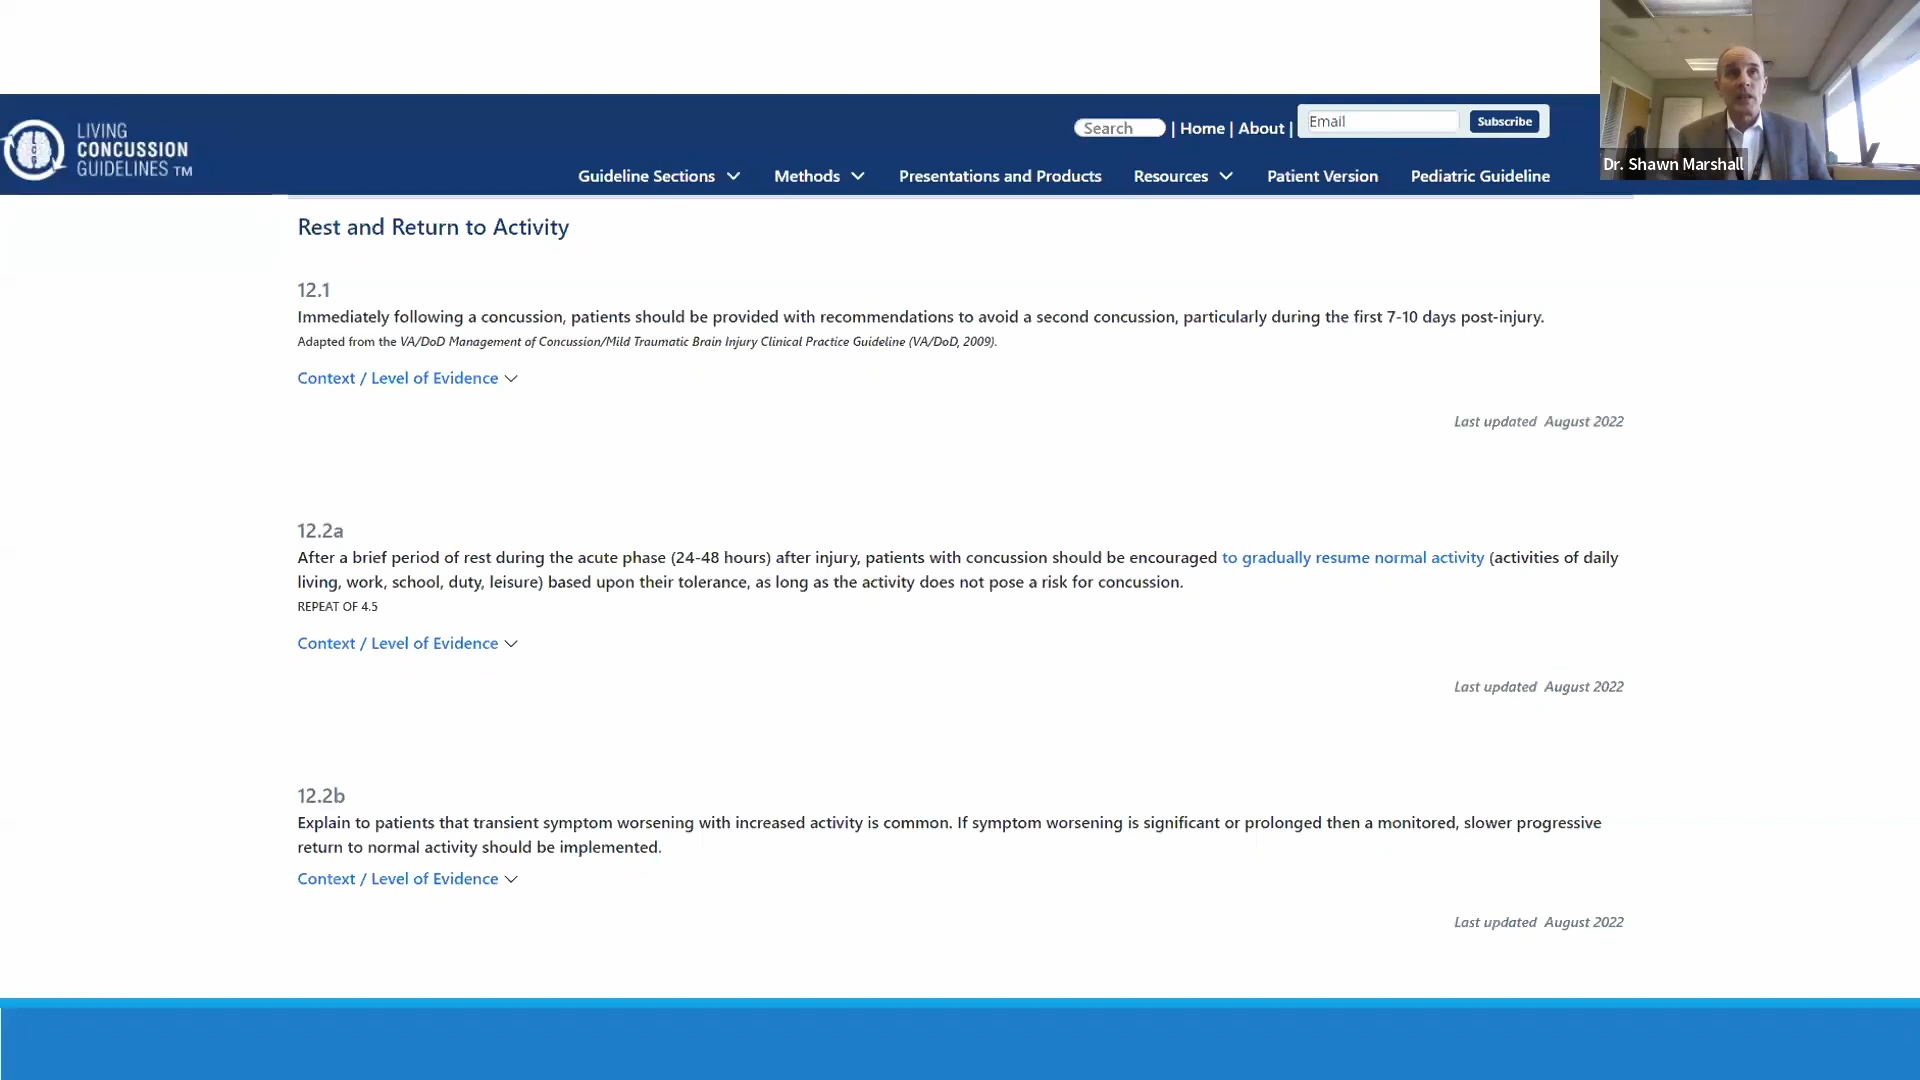 LIVING
CONCUSSION
GUIDELINES TM
LCG
Search | Home | About | Email Subscribe
Guideline Sections Methods Presentations and Products Resources Patient Version Pediatric Guideline
Dr. Shawn Marshall
Rest and Return to Activity
12.1
Immediately following a concussion, patients should be provided with recommendations to avoid a second concussion, particularly during the first 7-10 days post-injury.
Adapted from the VA/DoD Management of Concussion/Mild Traumatic Brain Injury Clinical Practice Guideline (VA/DoD, 2009).
Context / Level of Evidence
Last updated August 2022
12.2a
After a brief period of rest during the acute phase (24-48 hours) after injury, patients with concussion should be encouraged to gradually resume normal activity (activities of daily
living, work, school, duty, leisure) based upon their tolerance, as long as the activity does not pose a risk for concussion.
REPEAT OF 4.5
Context / Level of Evidence
Last updated August 2022
12.2b
Explain to patients that transient symptom worsening with increased activity is common. If symptom worsening is significant or prolonged then a monitored, slower progressive
return to normal activity should be implemented.
Context / Level of Evidence
Last updated August 2022